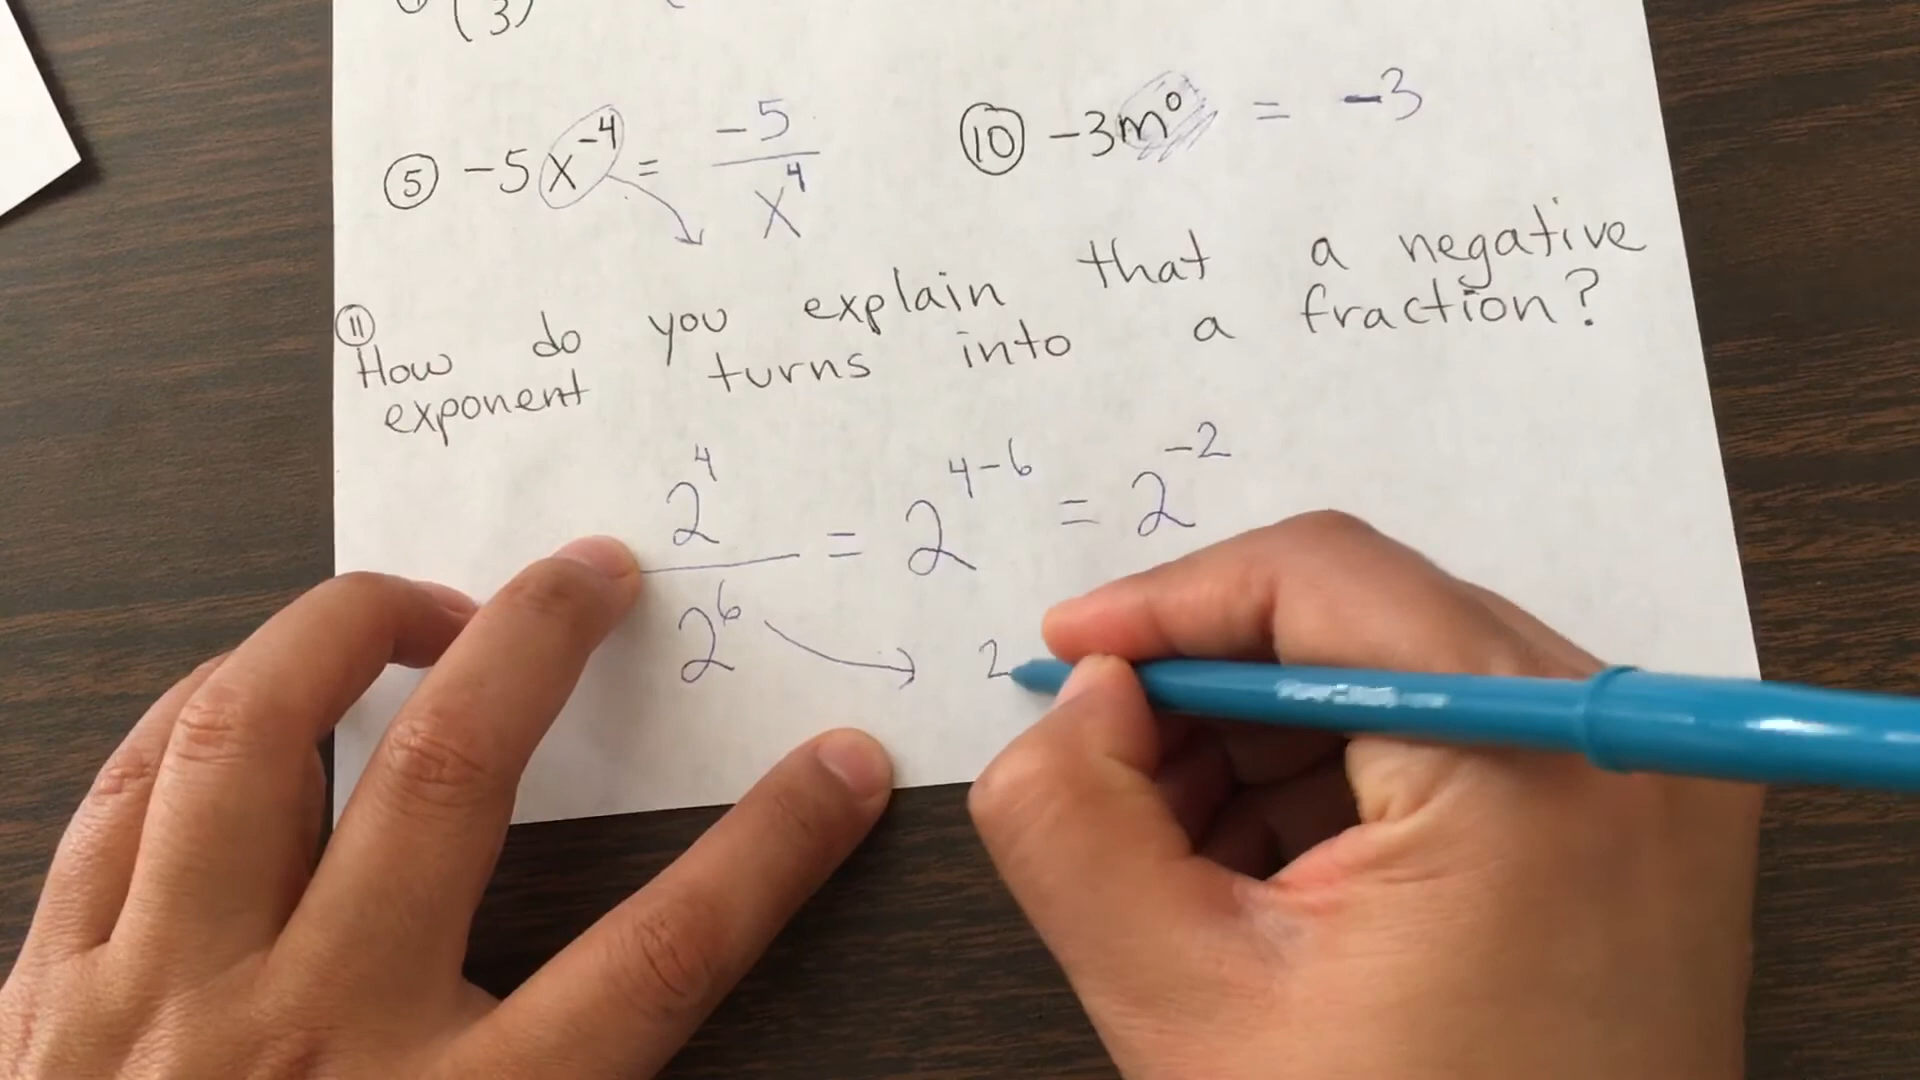 (3)
⑤ -5x⁻⁴ = -5/x⁴
⑩ -3m⁰ = -3
⑪
How do you explain that a negative
exponent turns into a fraction?
2⁴/2⁶ = 2⁴⁻⁶ = 2⁻²
2